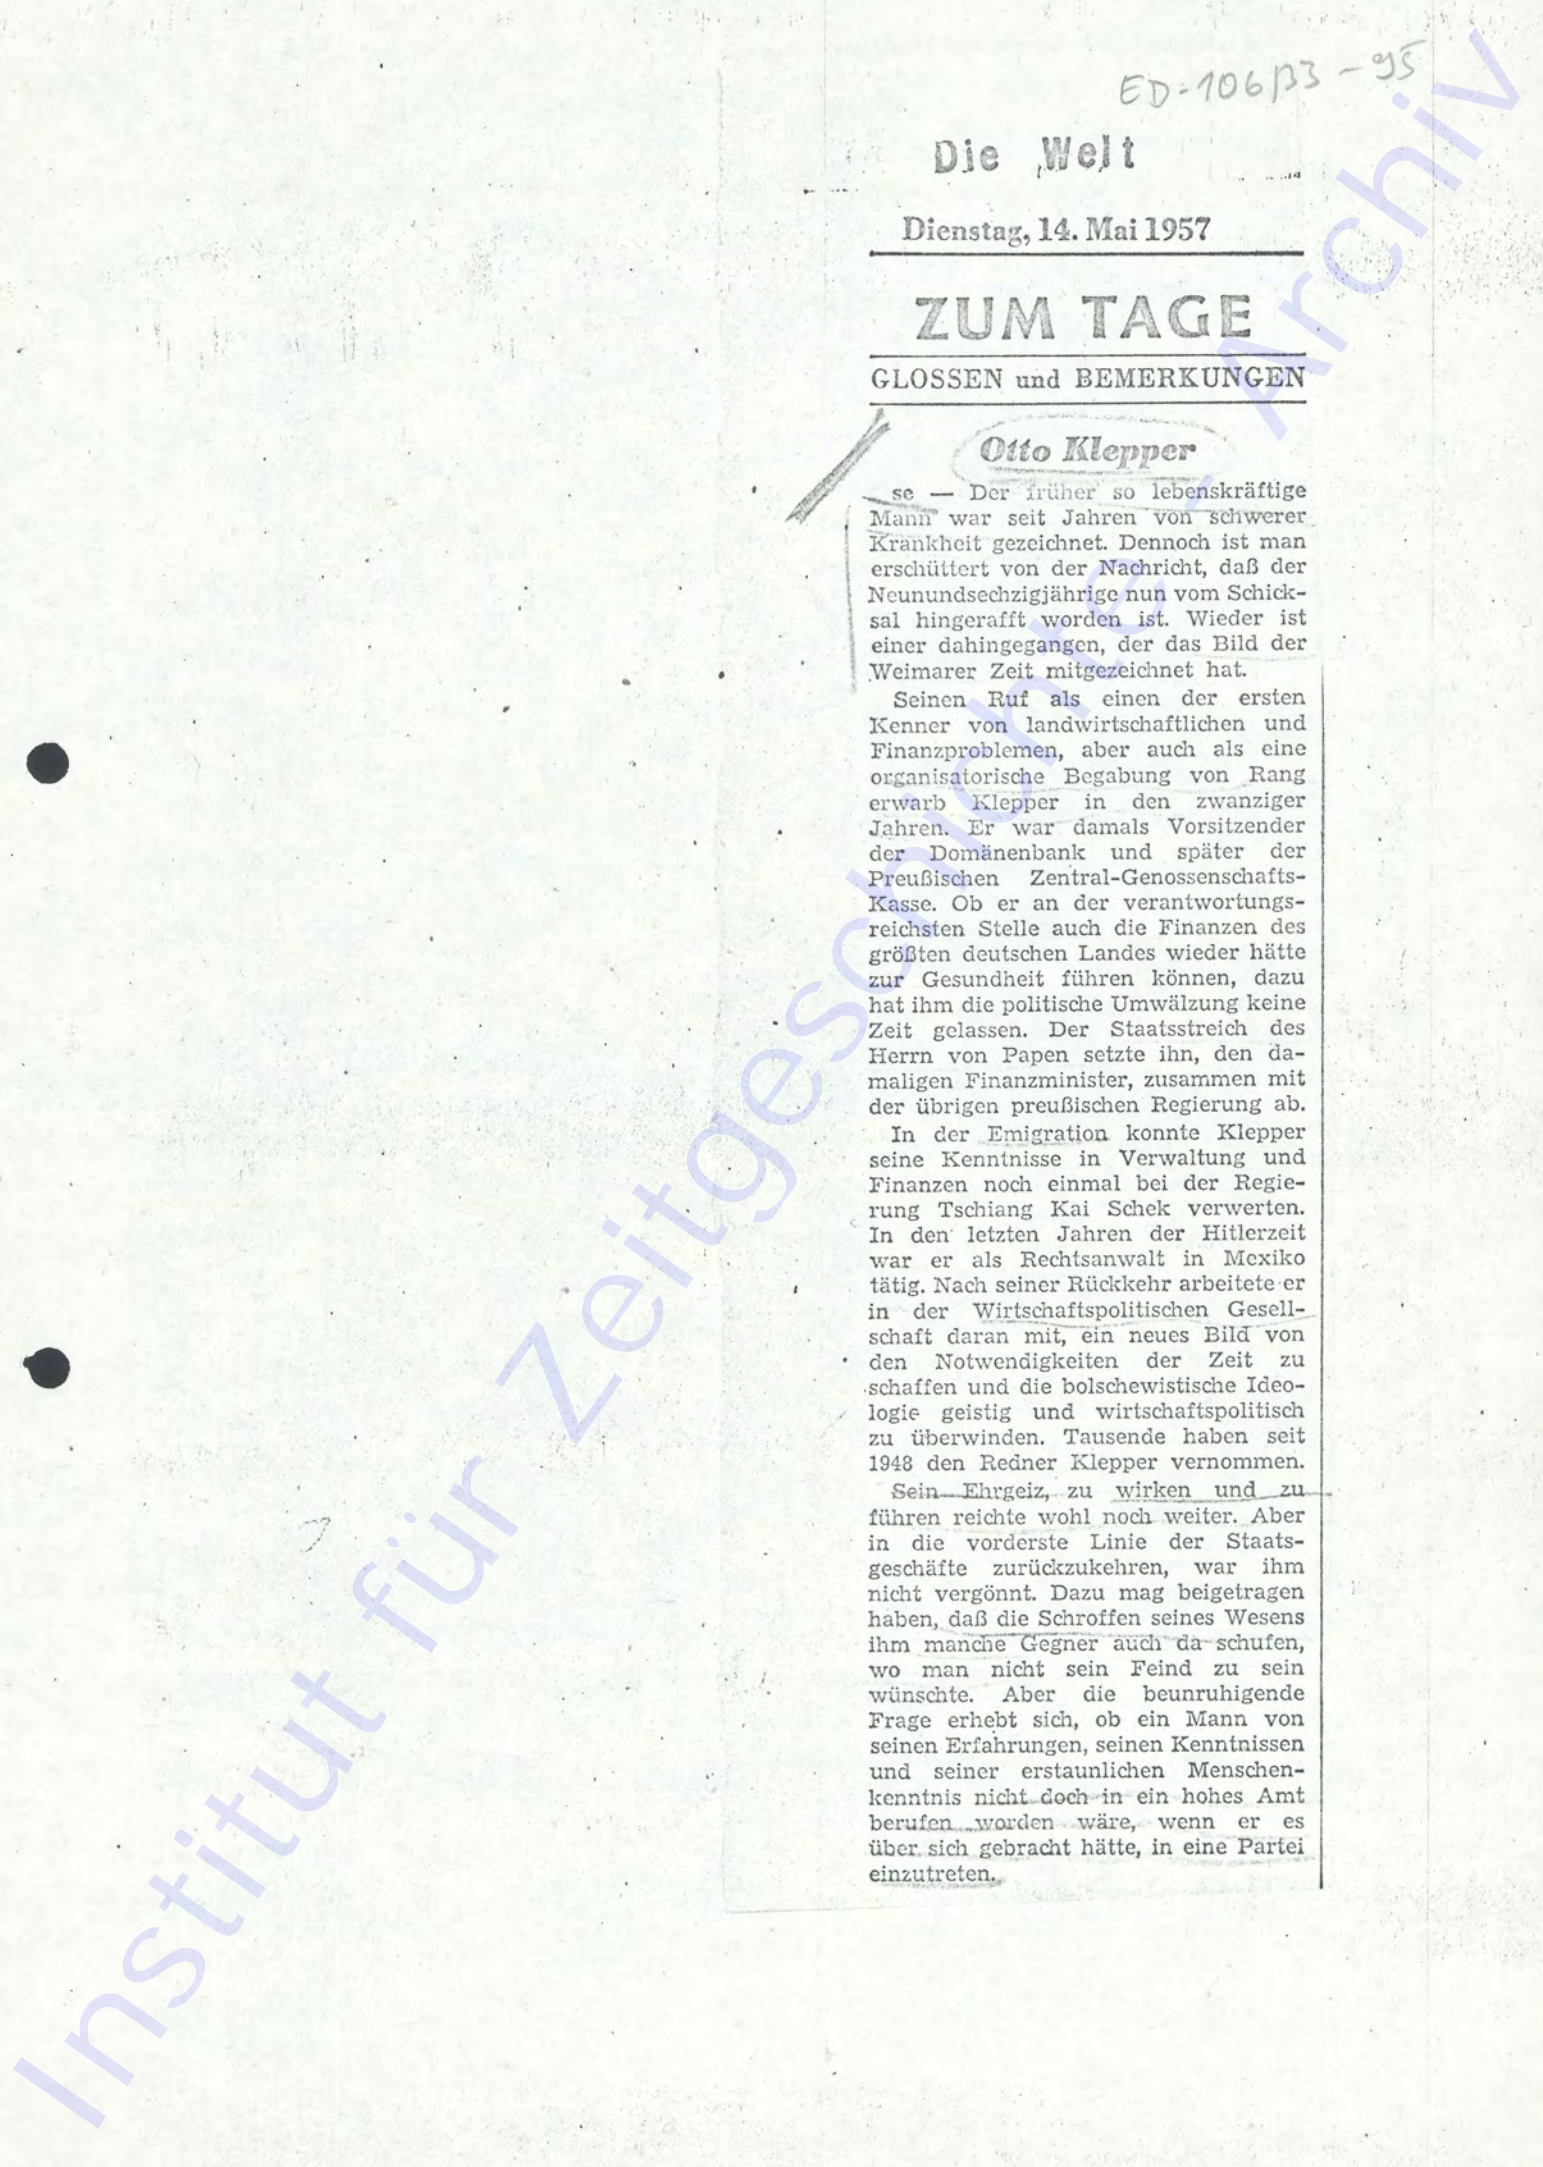 ED-106/33-95
Die Welt
Dienstag, 14. Mai 1957
ZUM TAGE
GLOSSEN und BEMERKUNGEN
Otto Klepper
se — Der früher so lebenskräftige
Mann war seit Jahren von schwerer
Krankheit gezeichnet. Dennoch ist man
erschüttert von der Nachricht, daß der
Neunundsechzigjährige nun vom Schick-
sal hingerafft worden ist. Wieder ist
einer dahingegangen, der das Bild der
Weimarer Zeit mitgezeichnet hat.
Seinen Ruf als einen der ersten
Kenner von landwirtschaftlichen und
Finanzproblemen, aber auch als eine
organisatorische Begabung von Rang
erwarb Klepper in den zwanziger
Jahren. Er war damals Vorsitzender
der Domänenbank und später der
Preußischen Zentral-Genossenschafts-
Kasse. Ob er an der verantwortungs-
reichsten Stelle auch die Finanzen des
größten deutschen Landes wieder hätte
zur Gesundheit führen können, dazu
hat ihm die politische Umwälzung keine
Zeit gelassen. Der Staatsstreich des
Herrn von Papen setzte ihn, den da-
maligen Finanzminister, zusammen mit
der übrigen preußischen Regierung ab.
In der Emigration konnte Klepper
seine Kenntnisse in Verwaltung und
Finanzen noch einmal bei der Regie-
rung Tschiang Kai Schek verwerten.
In den letzten Jahren der Hitlerzeit
war er als Rechtsanwalt in Mexiko
tätig. Nach seiner Rückkehr arbeitete er
in der Wirtschaftspolitischen Gesell-
schaft daran mit, ein neues Bild von
den Notwendigkeiten der Zeit zu
schaffen und die bolschewistische Ideo-
logie geistig und wirtschaftspolitisch
zu überwinden. Tausende haben seit
1948 den Redner Klepper vernommen.
Sein Ehrgeiz, zu wirken und zu
führen reichte wohl noch weiter. Aber
in die vorderste Linie der Staats-
geschäfte zurückzukehren, war ihm
nicht vergönnt. Dazu mag beigetragen
haben, daß die Schroffen seines Wesens
ihm manche Gegner auch da schufen,
wo man nicht sein Feind zu sein
wünschte. Aber die beunruhigende
Frage erhebt sich, ob ein Mann von
seinen Erfahrungen, seinen Kenntnissen
und seiner erstaunlichen Menschen-
kenntnis nicht doch in ein hohes Amt
berufen worden wäre, wenn er es
über sich gebracht hätte, in eine Partei
einzutreten.
Institut für Zeitgeschichte - Archiv